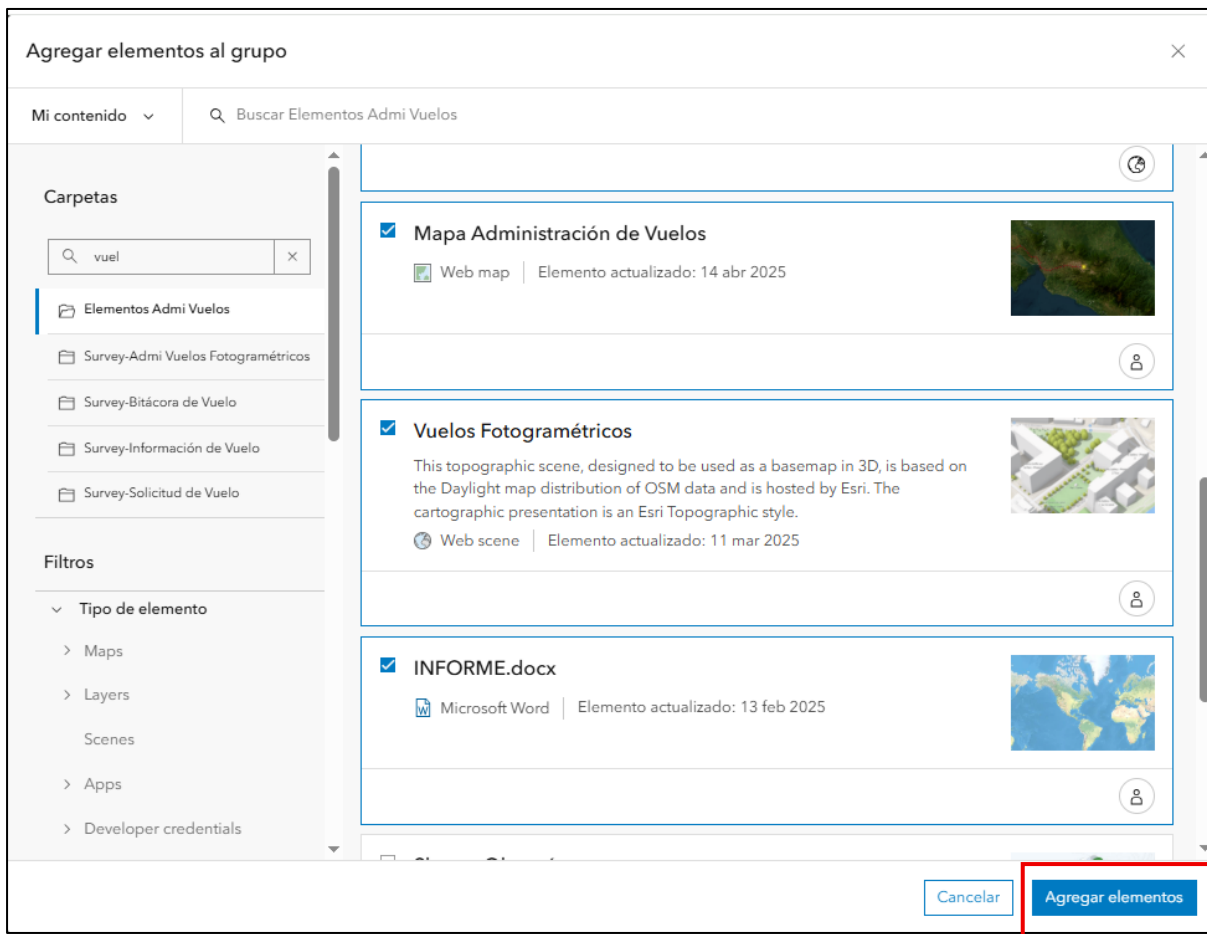 Agregar elementos al grupo
Mi contenido
Buscar Elementos Admi Vuelos
Carpetas
vuel
Elementos Admi Vuelos
Survey-Admi Vuelos Fotogramétricos
Survey-Bitácora de Vuelo
Survey-Información de Vuelo
Survey-Solicitud de Vuelo
Filtros
Tipo de elemento
Maps
Layers
Scenes
Apps
Developer credentials
Mapa Administración de Vuelos
Web map
Elemento actualizado: 14 abr 2025
Vuelos Fotogramétricos
This topographic scene, designed to be used as a basemap in 3D, is based on
the Daylight map distribution of OSM data and is hosted by Esri. The
cartographic presentation is an Esri Topographic style.
Web scene
Elemento actualizado: 11 mar 2025
INFORME.docx
Microsoft Word
Elemento actualizado: 13 feb 2025
Cancelar
Agregar elementos